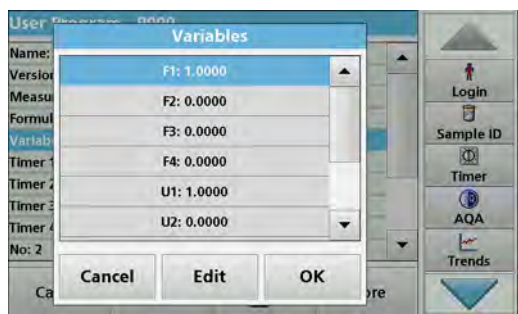 User Program - 9000
Variables
Name:
Version
Measu
Formul
Variab
Timer 1
Timer 2
Timer 3
Timer 4
No: 2
F1: 1.0000
F2: 0.0000
F3: 0.0000
F4: 0.0000
U1: 1.0000
U2: 0.0000
Cancel
Edit
OK
Ca
ore
Login
Sample ID
Timer
AQA
Trends